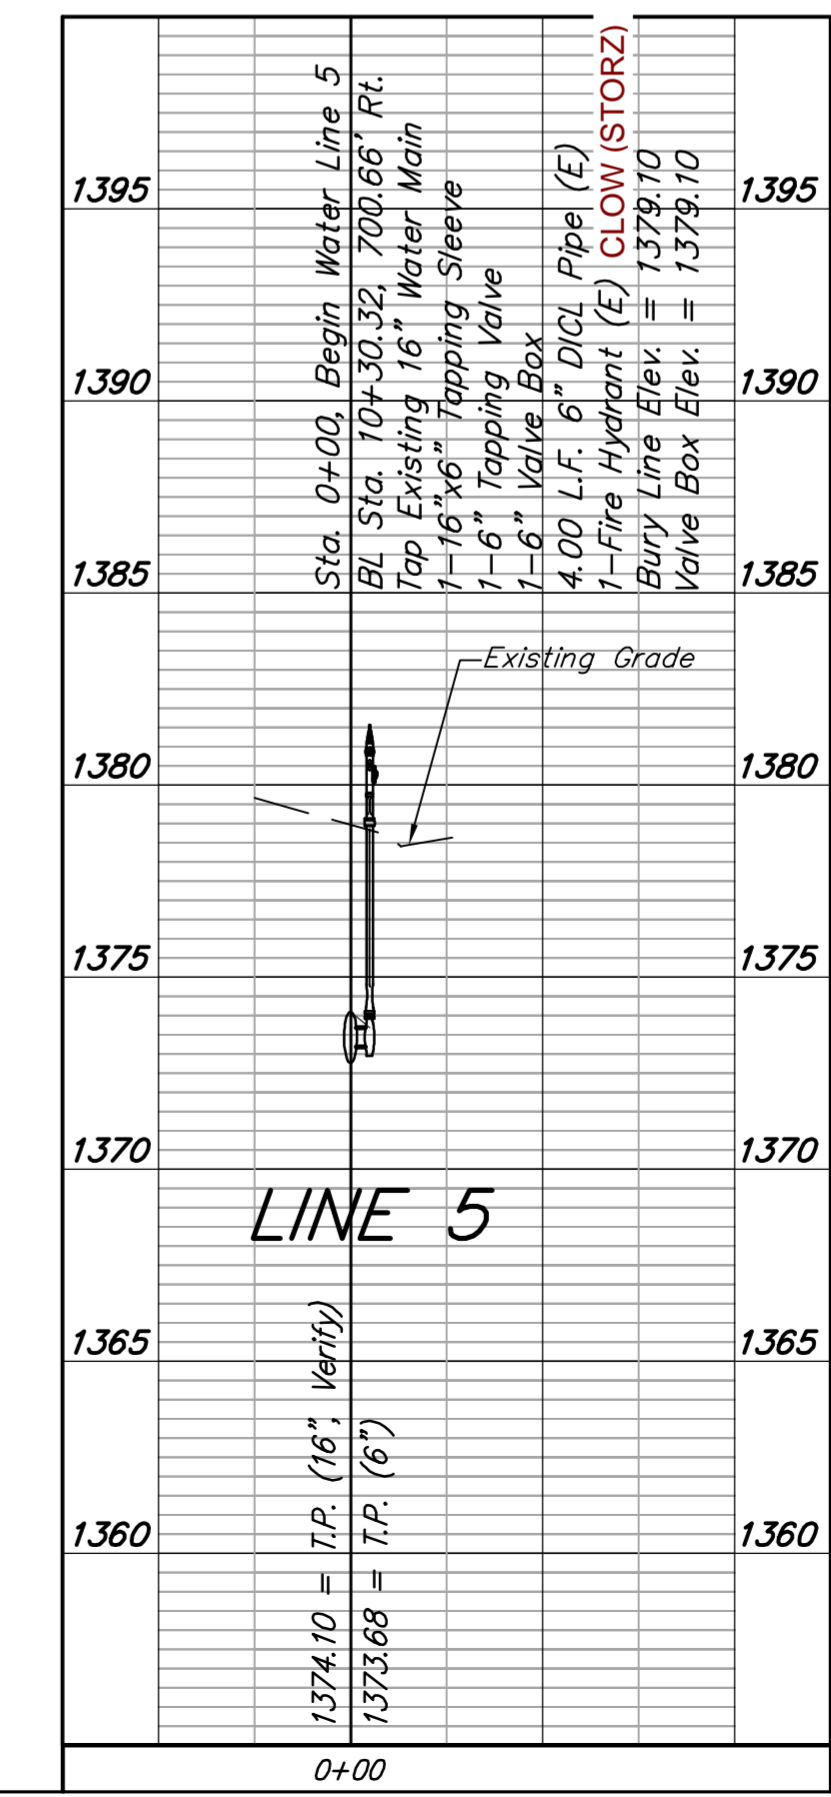 Sta. 0+00, Begin Water Line 5
BL Sta. 10+30.32, 700.66' Rt.
Tap Existing 16" Water Main
1-16"x6" Tapping Sleeve
1-6" Tapping Valve
1-6" Valve Box
4.00 L.F. 6" DICL Pipe (E)
1-Fire Hydrant (E) CLOW (STORZ)
Bury Line Elev. = 1379.10
Valve Box Elev. = 1379.10
1395 1395
1390 1390
1385 1385
Existing Grade
1380 1380
1375 1375
1370 1370
LINE 5
1365 1365
1360 1360
1374.10 = T.P. (16", Verify)
1373.68 = T.P. (6")
0+00